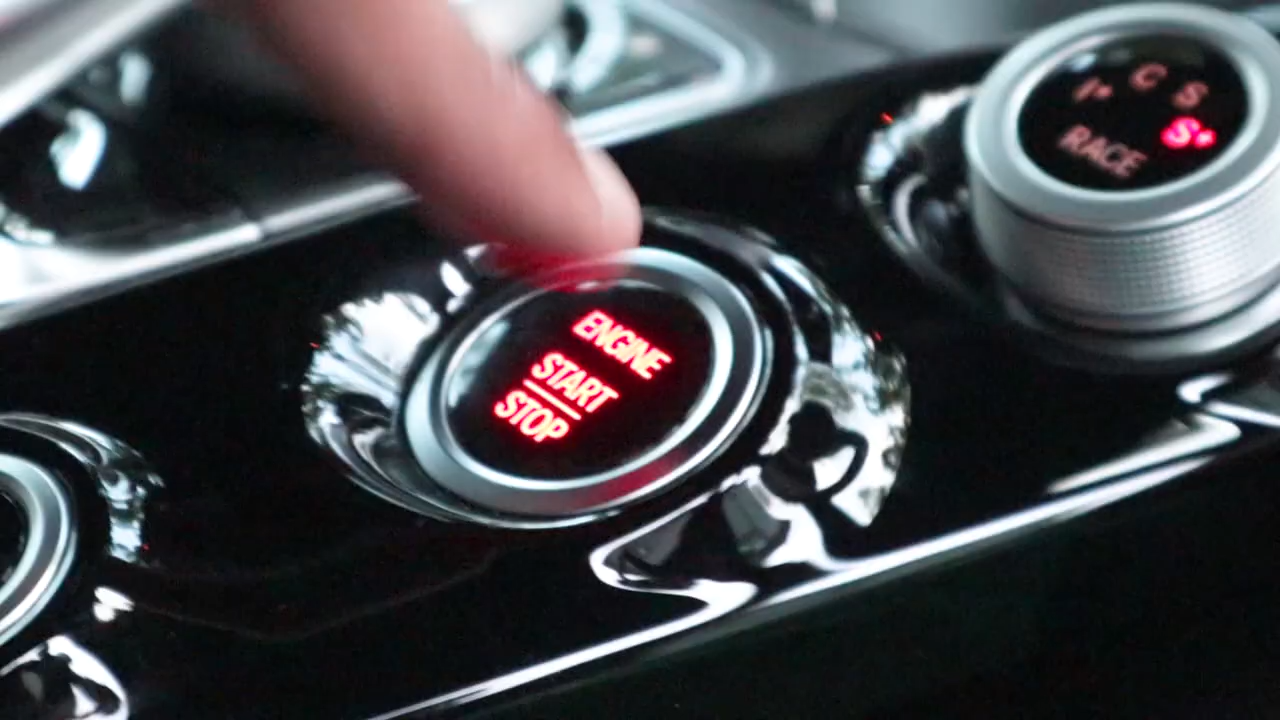 ENGINE
START
STOP
I+ C S
S+
RACE